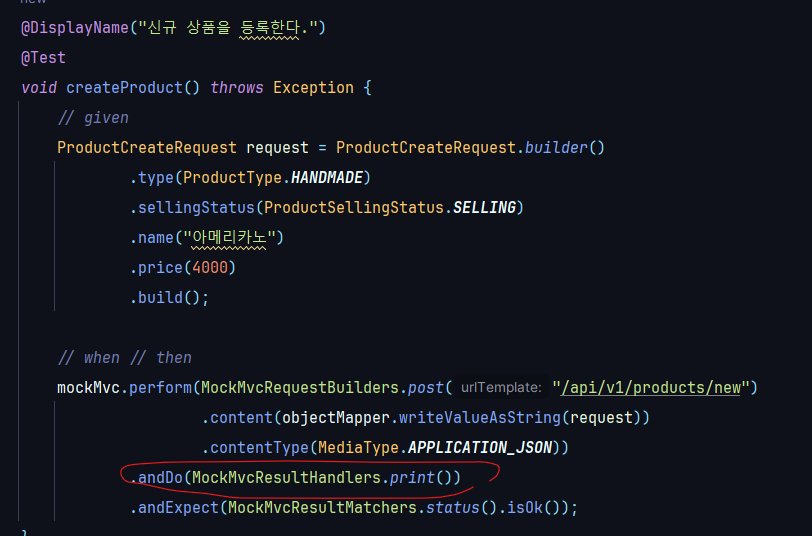 new
@DisplayName("신규 상품을 등록한다.")
@Test
void createProduct() throws Exception {
// given
ProductCreateRequest request = ProductCreateRequest.builder()
.type(ProductType.HANDMADE)
.sellingStatus(ProductSellingStatus.SELLING)
.name("아메리카노")
.price(4000)
.build();
// when // then
mockMvc.perform(MockMvcRequestBuilders.post( urlTemplate: "/api/v1/products/new")
.content(objectMapper.writeValueAsString(request))
.contentType(MediaType.APPLICATION_JSON))
.andDo(MockMvcResultHandlers.print())
.andExpect(MockMvcResultMatchers.status().isOk());
}